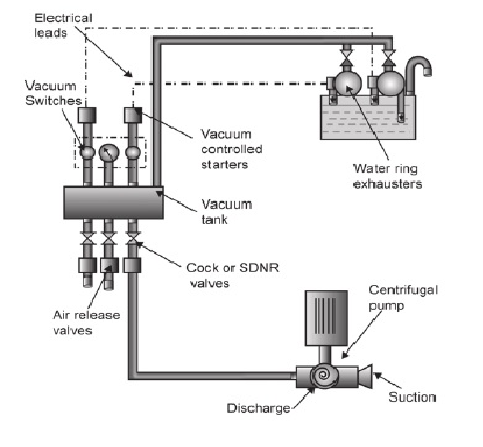 Electrical
leads
Vacuum
Switches
Vacuum
controlled
starters
Water ring
exhausters
Vacuum
tank
Cock or SDNR
valves
Air release
valves
Centrifugal
pump
Suction
Discharge